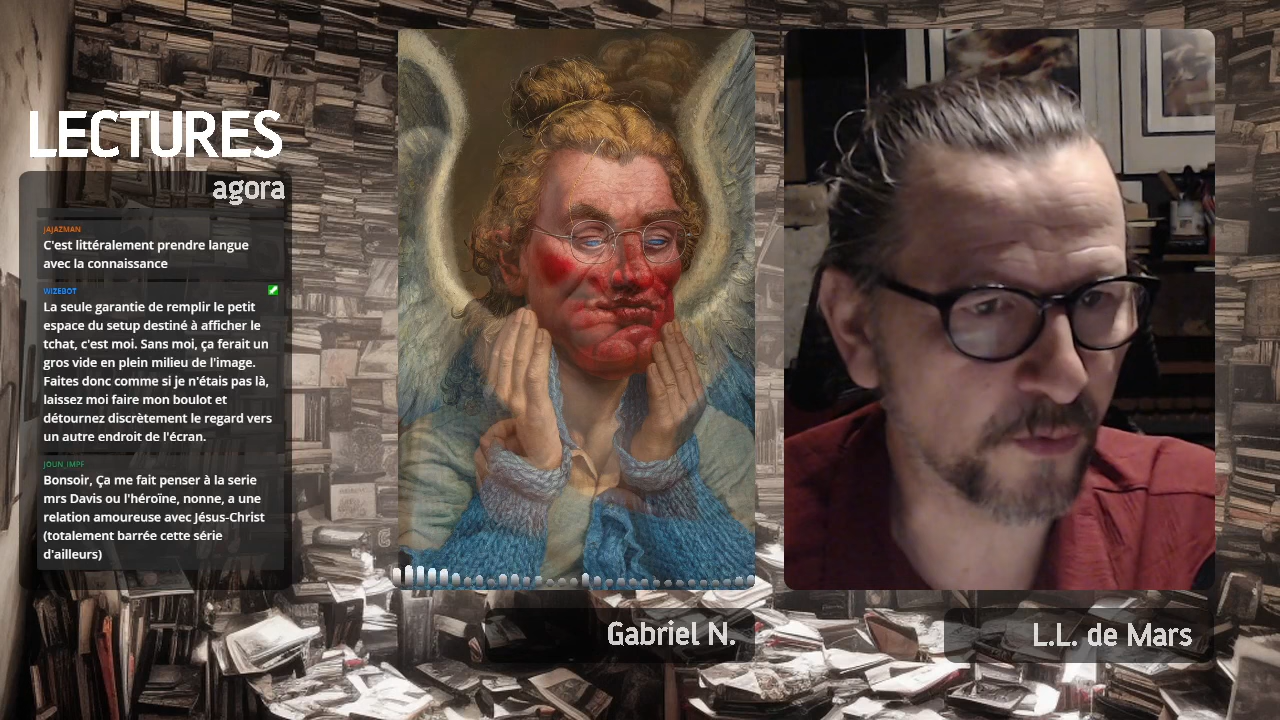 LECTURES
agora
JAJAZMAN
C'est littéralement prendre langue
avec la connaissance
WIZEBOT
La seule garantie de remplir le petit
espace du setup destiné à afficher le
tchat, c'est moi. Sans moi, ça ferait un
gros vide en plein milieu de l'image.
Faites donc comme si je n'étais pas là,
laissez moi faire mon boulot et
détournez discrètement le regard vers
un autre endroit de l'écran.
JOUN_IMPF
Bonsoir, Ça me fait penser à la serie
mrs Davis ou l'héroïne, nonne, a une
relation amoureuse avec Jésus-Christ
(totalement barrée cette série
d'ailleurs)
Gabriel N.
L.L. de Mars